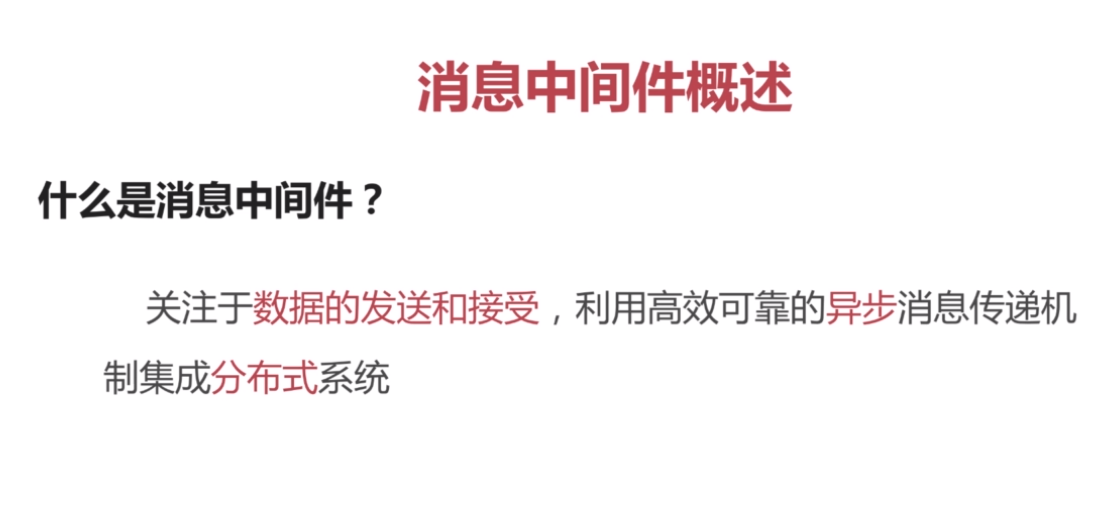 消息中间件概述
什么是消息中间件？
关注于数据的发送和接受，利用高效可靠的异步消息传递机
制集成分布式系统